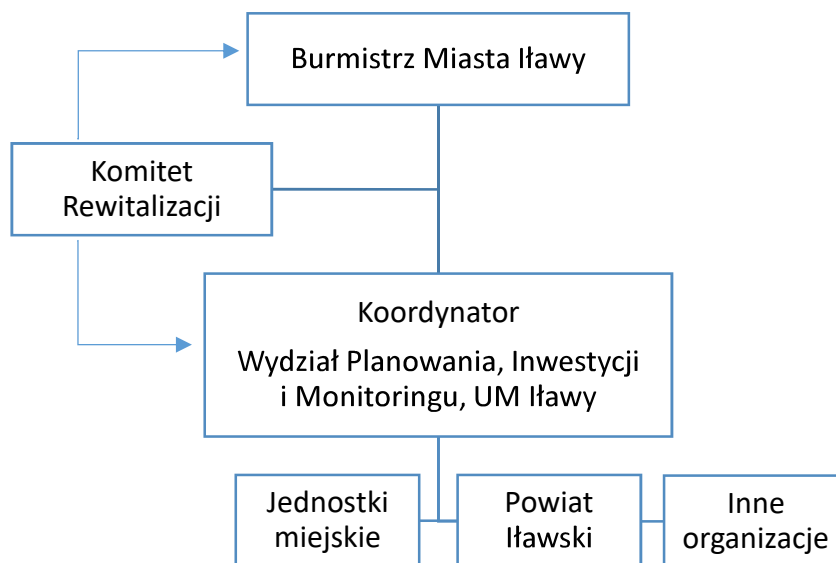 Burmistrz Miasta Iławy
Komitet
Rewitalizacji
Koordynator
Wydział Planowania, Inwestycji
i Monitoringu, UM Iławy
Jednostki
miejskie
Powiat
Iławski
Inne
organizacje